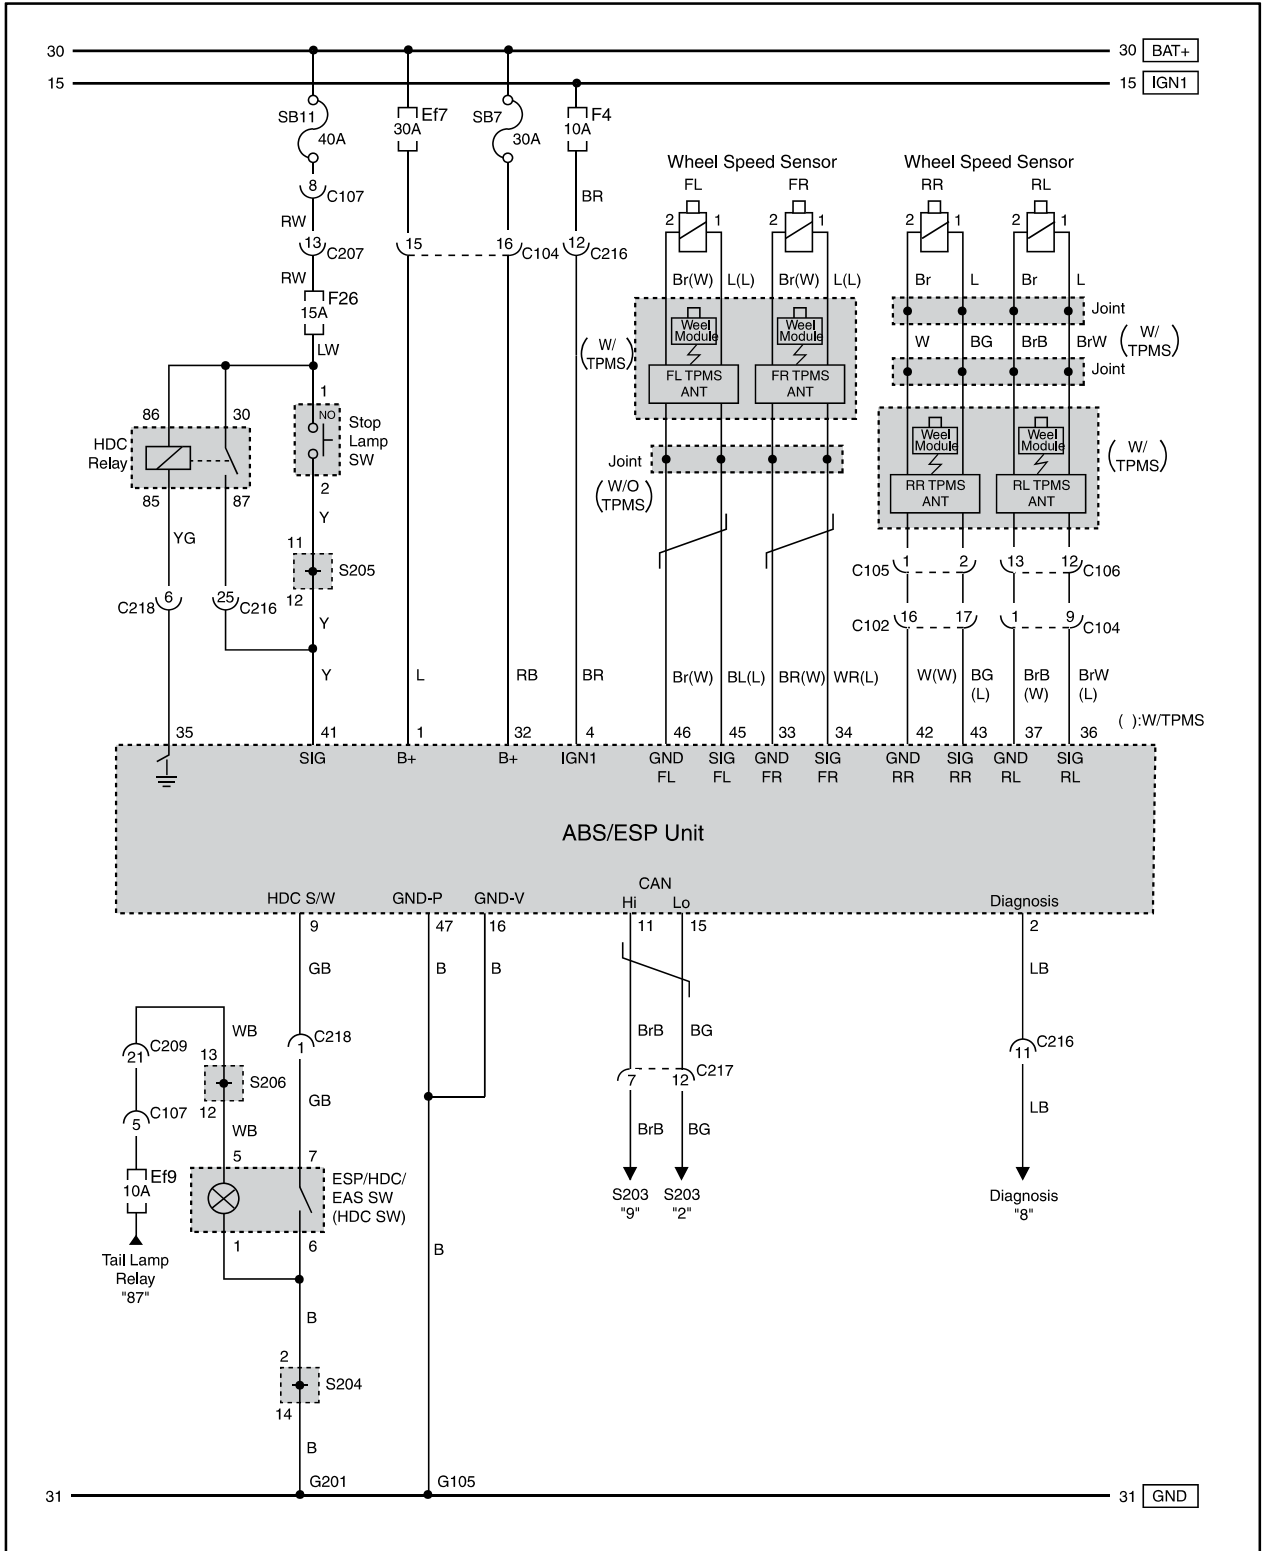 30 30 BAT+
15 15 IGN1
SB11 40A Ef7 30A SB7 30A F4 10A
Wheel Speed Sensor Wheel Speed Sensor
FL FR RR RL
8 C107 BR
2 1 2 1 2 1 2 1
RW
13 C207 15 16 C104 12 C216
RW Br(W) L(L) Br(W) L(L) Br L Br L
F26
15A
Joint
Weel Module Weel Module
(W/ TPMS)
W BG BrB BrW (W/ TPMS)
LW
FL TPMS ANT FR TPMS ANT
Joint
86 30 1
NO
Stop Lamp SW
HDC Relay
Weel Module Weel Module
(W/ TPMS)
Joint
(W/O TPMS)
RR TPMS ANT RL TPMS ANT
85 87 2
YG Y
11
S205
12
C105 1 2 13 12 C106
C218 6 25 C216
C102 16 17 1 9 C104
Y
Y L RB BR Br(W) BL(L) BR(W) WR(L) W(W) BG (L) BrB (W) BrW (L)
( ):W/TPMS
35 41 1 32 4 46 45 33 34 42 43 37 36
SIG B+ B+ IGN1 GND FL SIG FL GND FR SIG FR GND RR SIG RR GND RL SIG RL
ABS/ESP Unit
CAN
HDC S/W GND-P GND-V Hi Lo Diagnosis
9 47 16 11 15 2
GB B B LB
WB BrB BG
C209 21 C218 1 C216 11
13
S206
12
C217 7 12
GB LB
C107 5
WB BrB BG
5 7
Ef9
10A
ESP/HDC/
EAS SW
(HDC SW)
S203 "9" S203 "2" Diagnosis "8"
1 6 B
Tail Lamp
Relay
"87"
B
2
S204
14
B
G201 G105
31 31 GND